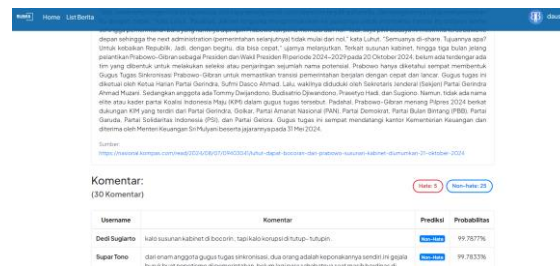 Home List Berita
depan sehingga the next administration (pemerintahan selanjutnya) tidak mulai dari nol," kata Luhut. "Semuanya di-share. Tujuannya apa?
Untuk kebaikan Republik. Jadi, dengan begitu, dia bisa cepat," ujarnya melanjutkan. Terkait susunan kabinet, hingga tiga bulan jelang
pelantikan Prabowo-Gibran sebagai Presiden dan Wakil Presiden RI periode 2024-2029 pada 20 Oktober 2024, belum ada terdengar ada
tim yang dibentuk untuk melakukan seleksi atau penjaringan sejumlah nama potensial. Prabowo hanya diketahui sempat membentuk
Gugus Tugas Sinkronisasi Prabowo-Gibran untuk memastikan transisi pemerintahan berjalan dengan cepat dan lancar. Gugus tugas ini
diketuai oleh Ketua Harian Partai Gerindra, Sufmi Dasco Ahmad. Lalu, wakilnya diduduki oleh Sekretaris Jenderal (Sekjen) Partai Gerindra
Ahmad Muzani. Sedangkan anggota ada Tommy Djiwandono, Budisatrio Djiwandono, Prasetyo Hadi, dan Sugiono. Namun, tidak ada nama
elite atau kader partai Koalisi Indonesia Maju (KIM) dalam gugus tugas tersebut. Padahal, Prabowo-Gibran menang Pilpres 2024 berkat
dukungan KIM yang terdiri dari Partai Gerindra, Golkar, Partai Amanat Nasional (PAN), Partai Demokrat, Partai Bulan Bintang (PBB), Partai
Garuda, Partai Solidaritas Indonesia (PSI), dan Partai Gelora. Gugus tugas ini sempat mendatangi kantor Kementerian Keuangan dan
diterima oleh Menteri Keuangan Sri Mulyani beserta jajarannya pada 31 Mei 2024.
Sumber:
Komentar:
(30 Komentar)
Hate: 5 Non-Hate: 25
Username Komentar Prediksi Probabilitas
Dedi Sugiarto kalo susunan kabinet di bocorin, tapi kalo korupsi di tutup- tutupin. Non-Hate 99.7877%
Supar Tono dari enam anggota gugus tugas sinkronisasi, dua orang adalah keponakannya sendiri ini gejala Non-Hate 99.7833%